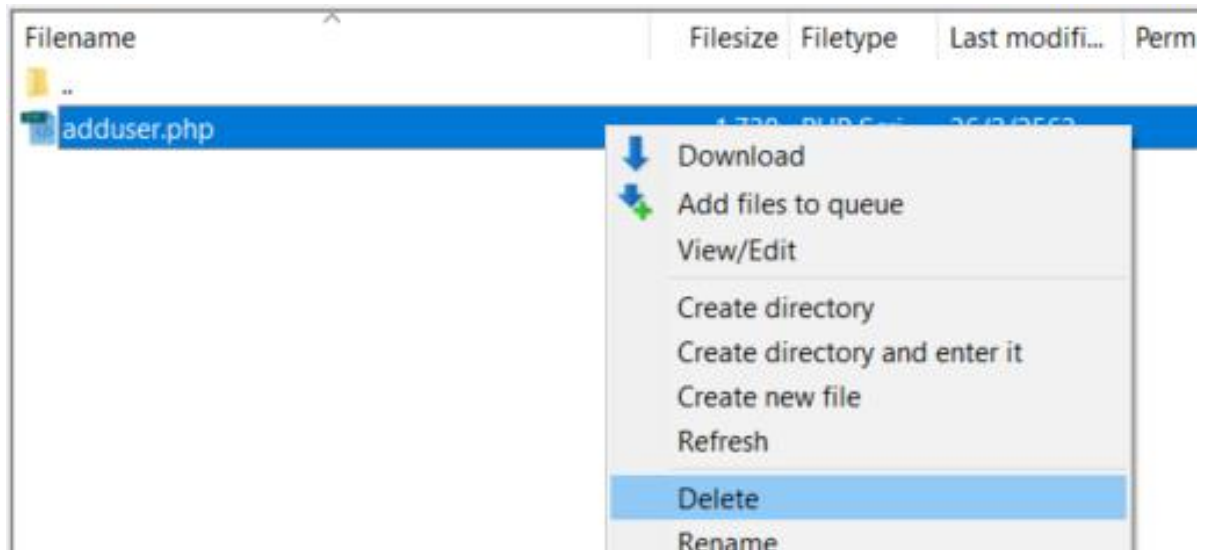 Filename Filesize Filetype Last modifi... Perm
..
adduser.php
Download
Add files to queue
View/Edit
Create directory
Create directory and enter it
Create new file
Refresh
Delete
Rename